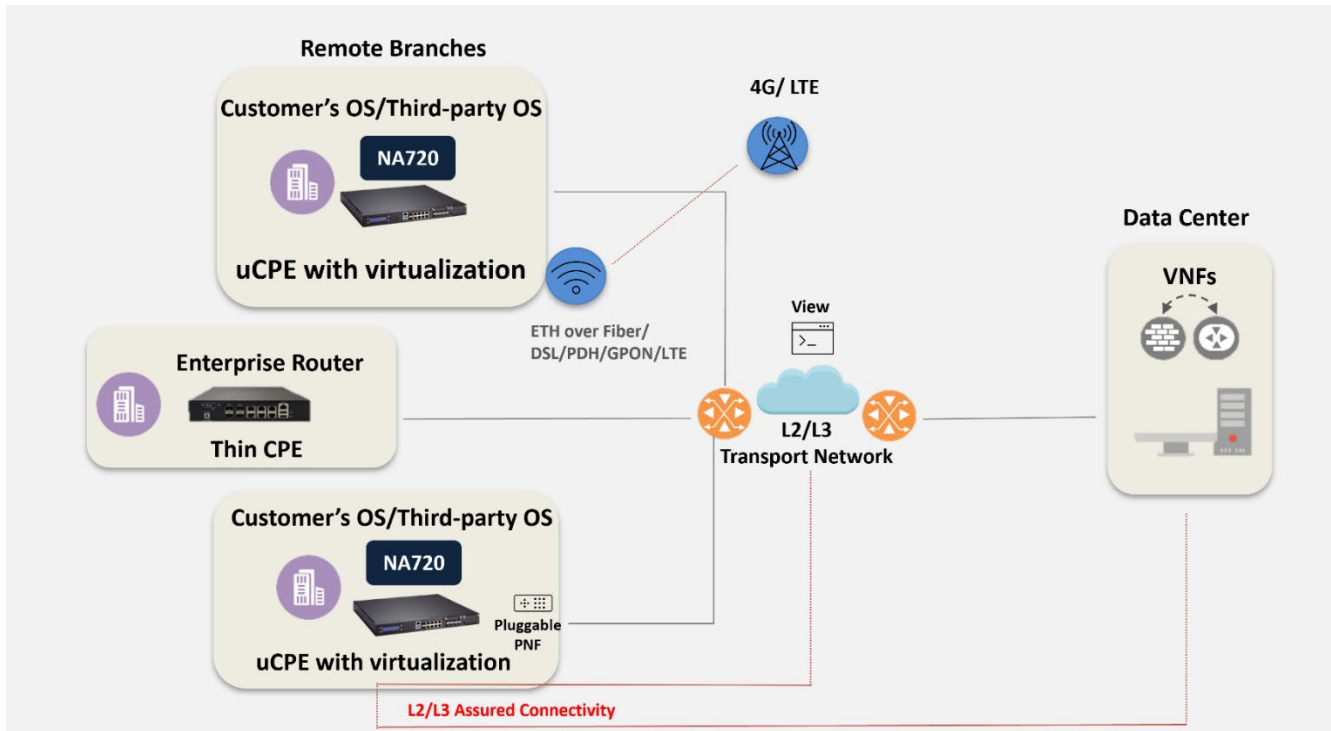 Remote Branches
Customer's OS/Third-party OS
NA720
uCPE with virtualization
4G/ LTE
ETH over Fiber/
DSL/PDH/GPON/LTE
Enterprise Router
Thin CPE
View
>_
L2/L3
Transport Network
Data Center
VNFs
Customer's OS/Third-party OS
NA720
Pluggable
PNF
uCPE with virtualization
L2/L3 Assured Connectivity